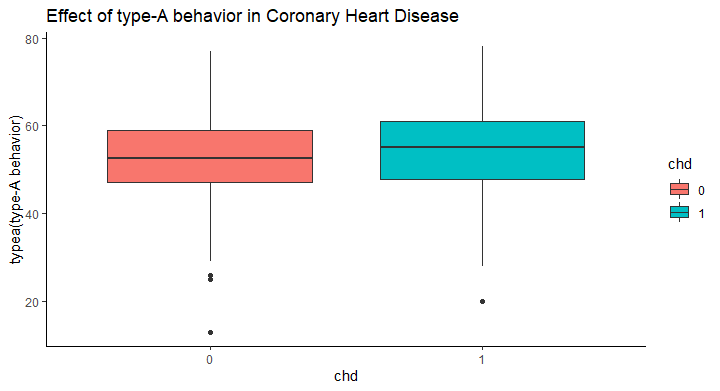 Effect of type-A behavior in Coronary Heart Disease
typea(type-A behavior)
80
60
40
20
0
1
chd
chd
0
1